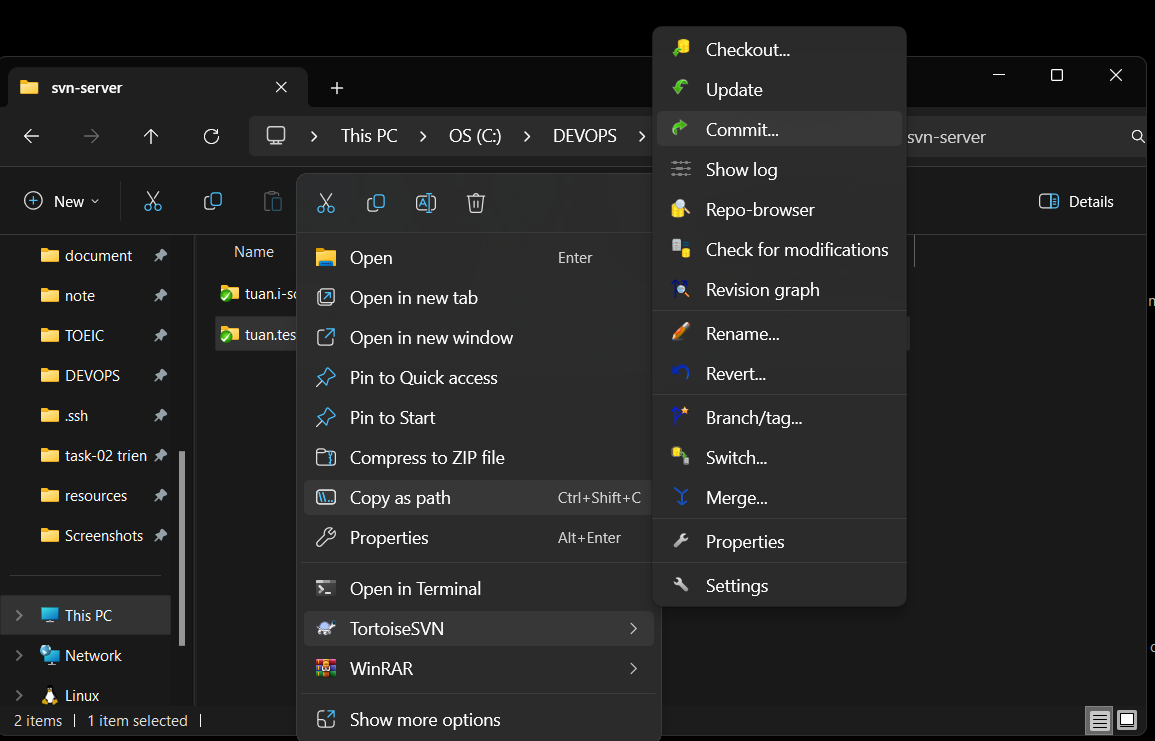 svn-server
This PC
OS (C:)
DEVOPS
svn-server
New
Details
document
note
TOEIC
DEVOPS
.ssh
task-02 trien
resources
Screenshots
This PC
Network
Linux
Name
tuan.i-so
tuan.tes
Open Enter
Open in new tab
Open in new window
Pin to Quick access
Pin to Start
Compress to ZIP file
Copy as path Ctrl+Shift+C
Properties Alt+Enter
Open in Terminal
TortoiseSVN
WinRAR
Show more options
Checkout...
Update
Commit...
Show log
Repo-browser
Check for modifications
Revision graph
Rename...
Revert...
Branch/tag...
Switch...
Merge...
Properties
Settings
2 items 1 item selected